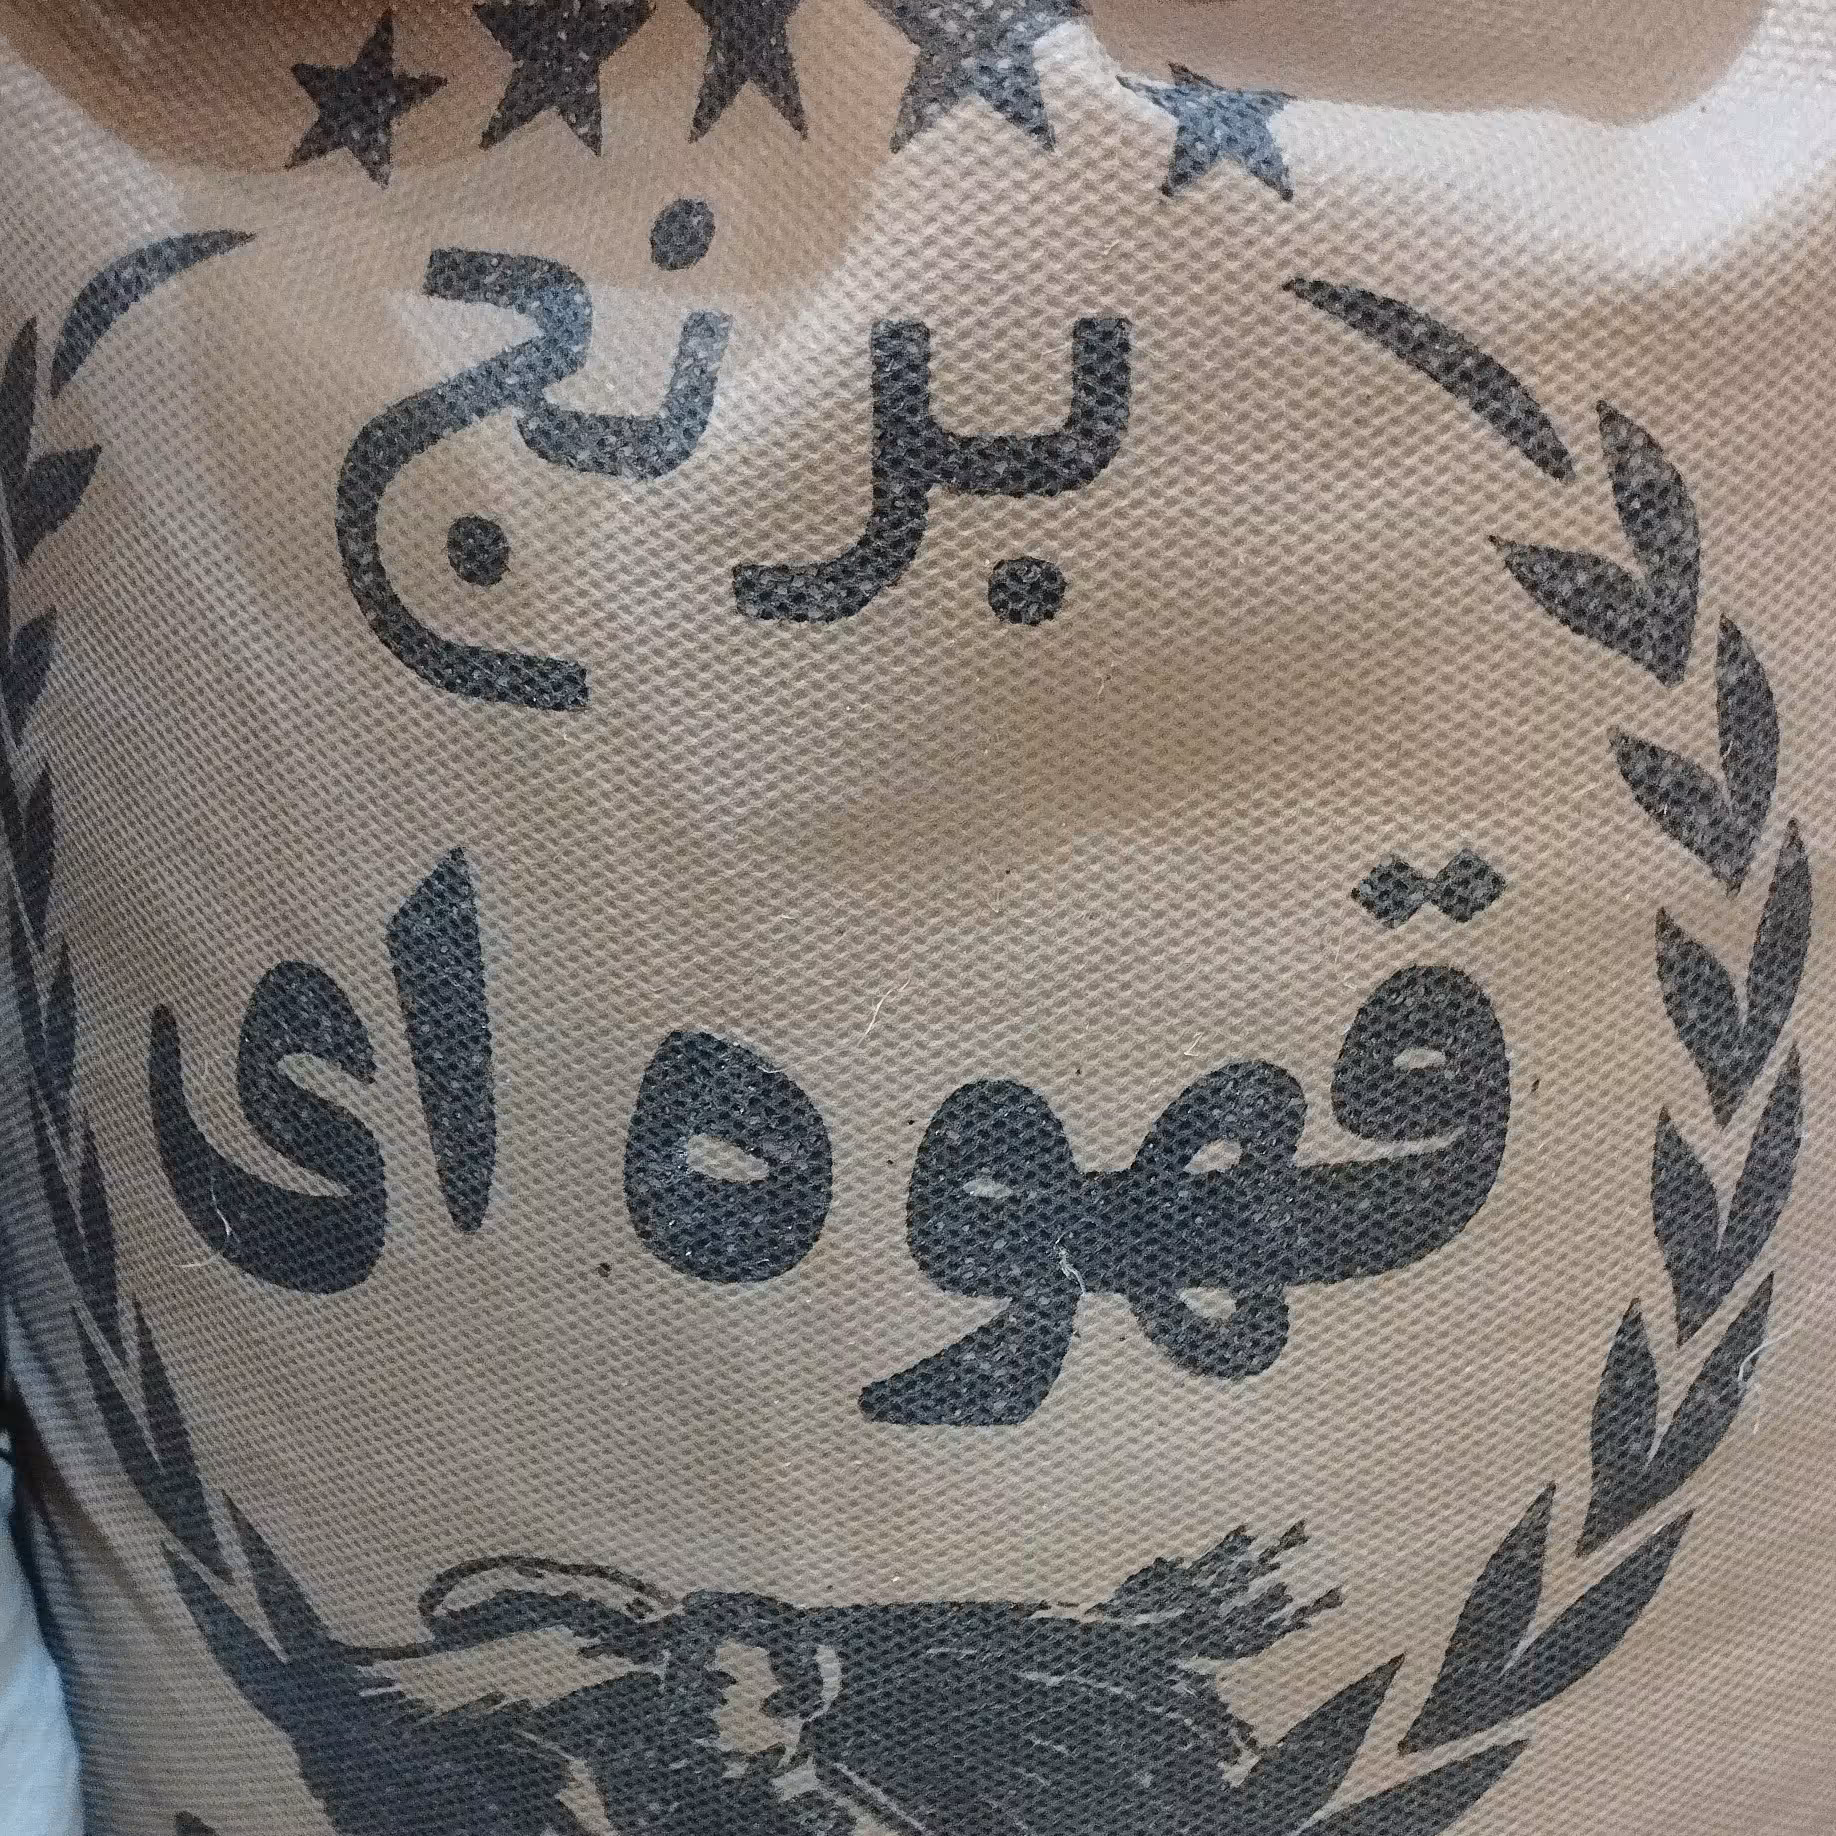 برنج
قهوه ای